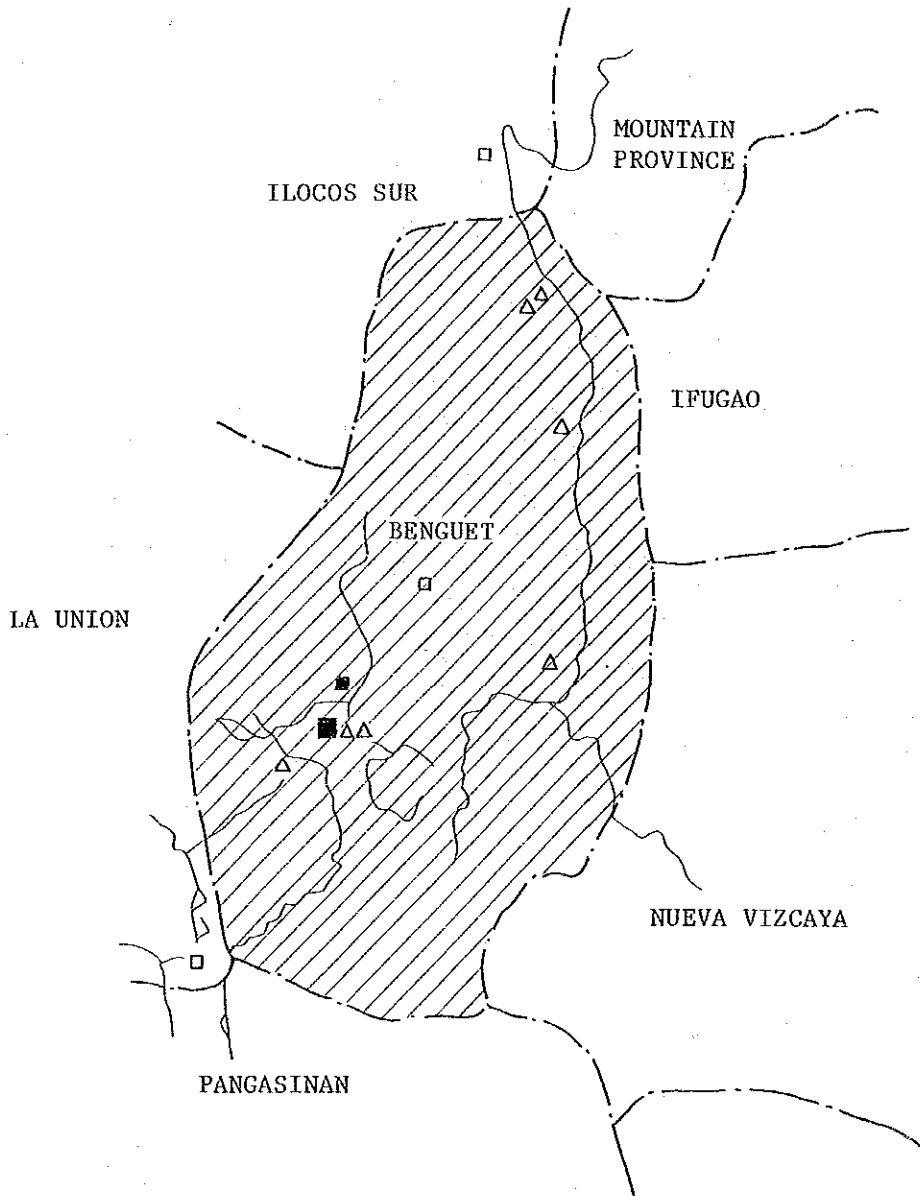 MOUNTAIN
PROVINCE
ILOCOS SUR
IFUGAO
BENGUET
LA UNION
NUEVA VIZCAYA
PANGASINAN